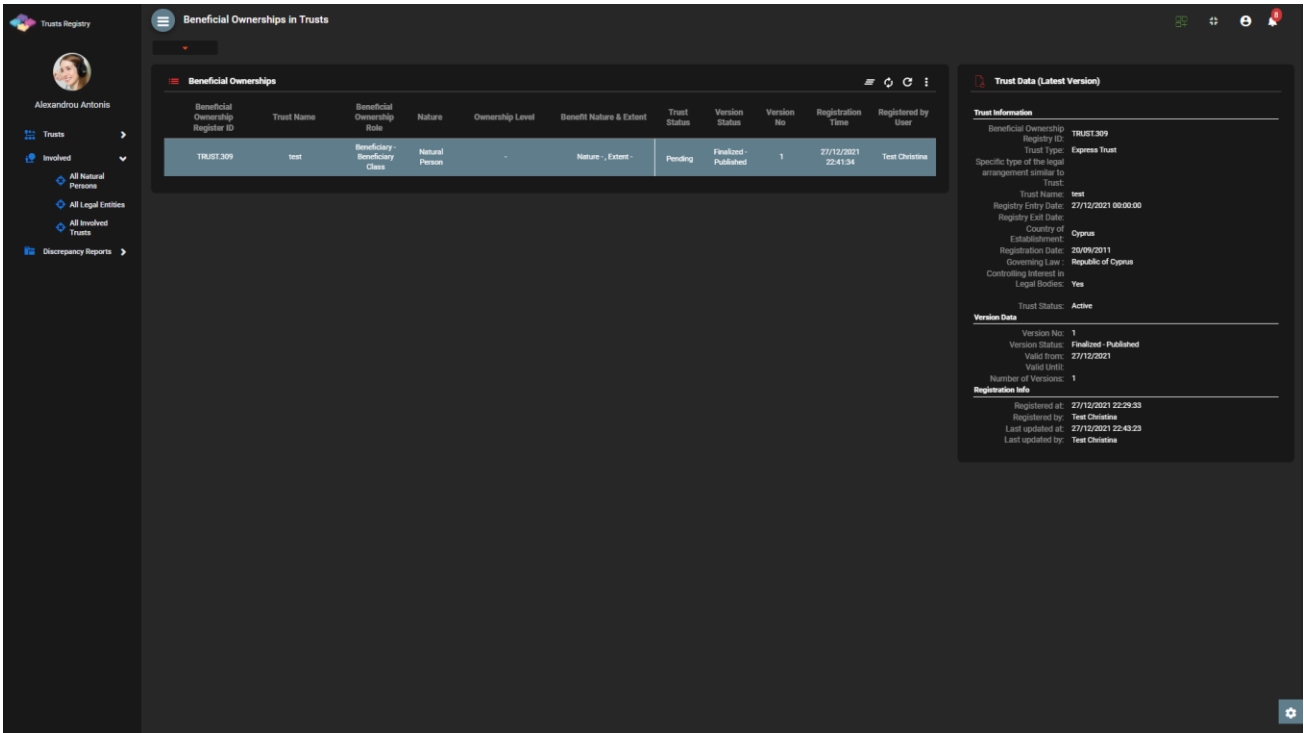 Trusts Registry
Beneficial Ownerships in Trusts
8
Alexandrou Antonis
Trusts
Involved
All Natural
Persons
All Legal Entities
All Involved
Trusts
Discrepancy Reports
Beneficial Ownerships
Beneficial
Ownership
Register ID
Trust Name
Beneficial
Ownership
Role
Nature
Ownership Level
Benefit Nature & Extent
Trust
Status
Version
Status
Version
No
Registration
Time
Registered by
User
TRUST.309
test
Beneficiary -
Beneficiary
Class
Natural
Person
-
Nature - , Extent -
Pending
Finalized -
Published
1
27/12/2021
22:41:34
Test Christina
Trust Data (Latest Version)
Trust Information
Beneficial Ownership
Registry ID: TRUST.309
Trust Type: Express Trust
Specific type of the legal
arrangement similar to
Trust:
Trust Name: test
Registry Entry Date: 27/12/2021 00:00:00
Registry Exit Date:
Country of
Establishment: Cyprus
Registration Date: 20/09/2011
Governing Law : Republic of Cyprus
Controlling Interest in
Legal Bodies: Yes
Trust Status: Active
Version Data
Version No: 1
Version Status: Finalized - Published
Valid from: 27/12/2021
Valid Until:
Number of Versions: 1
Registration Info
Registered at: 27/12/2021 22:29:33
Registered by: Test Christina
Last updated at: 27/12/2021 22:43:23
Last updated by: Test Christina